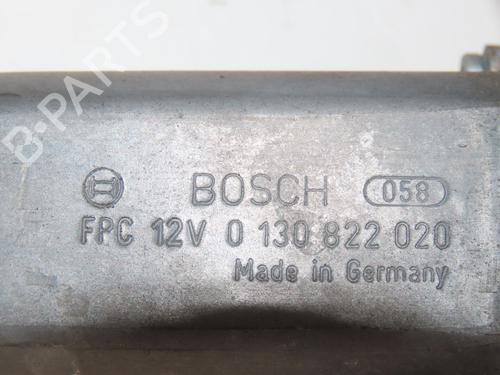 B-PARTS
BOSCH 058
FPC 12V 0 130 822 020
Made in Germany